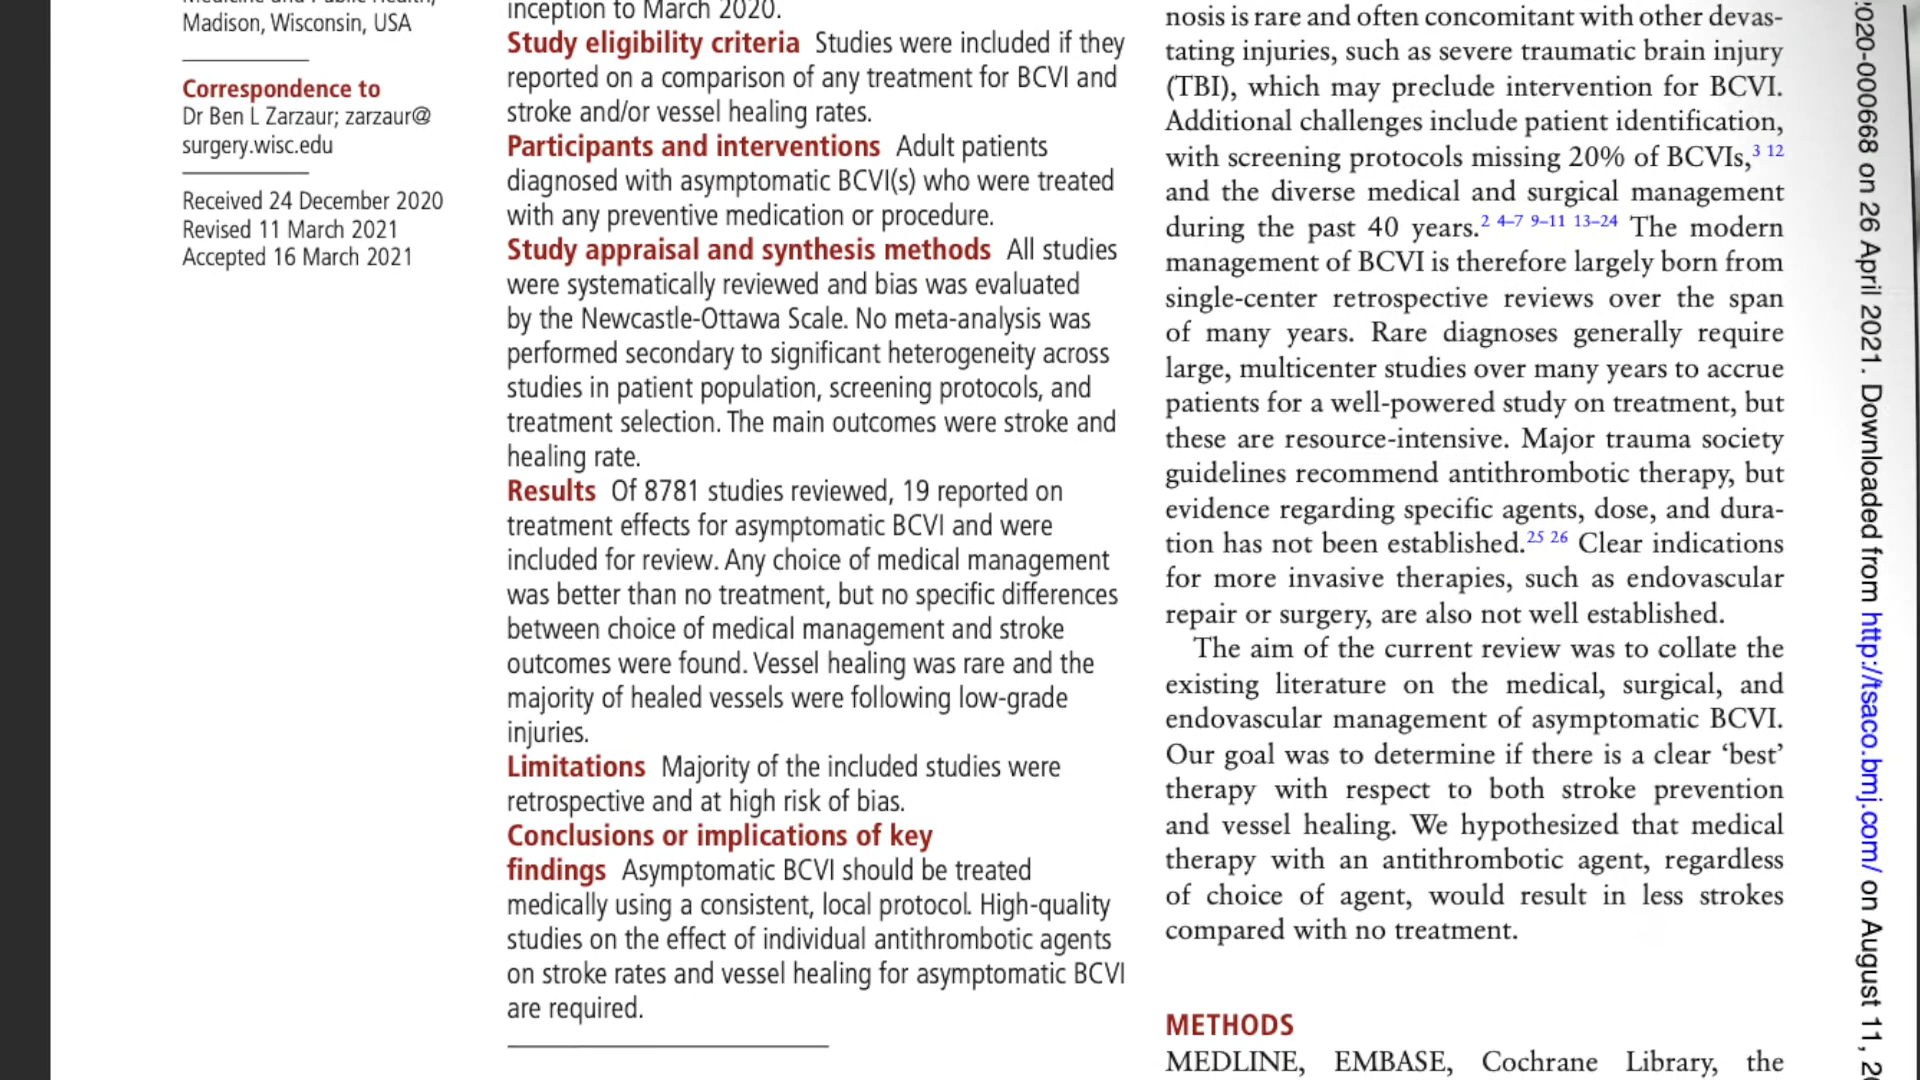 Madison, Wisconsin, USA
Correspondence to
Dr Ben L Zarzaur; zarzaur@
surgery.wisc.edu
Received 24 December 2020
Revised 11 March 2021
Accepted 16 March 2021
inception to March 2020.
Study eligibility criteria Studies were included if they
reported on a comparison of any treatment for BCVI and
stroke and/or vessel healing rates.
Participants and interventions Adult patients
diagnosed with asymptomatic BCVI(s) who were treated
with any preventive medication or procedure.
Study appraisal and synthesis methods All studies
were systematically reviewed and bias was evaluated
by the Newcastle-Ottawa Scale. No meta-analysis was
performed secondary to significant heterogeneity across
studies in patient population, screening protocols, and
treatment selection. The main outcomes were stroke and
healing rate.
Results Of 8781 studies reviewed, 19 reported on
treatment effects for asymptomatic BCVI and were
included for review. Any choice of medical management
was better than no treatment, but no specific differences
between choice of medical management and stroke
outcomes were found. Vessel healing was rare and the
majority of healed vessels were following low-grade
injuries.
Limitations Majority of the included studies were
retrospective and at high risk of bias.
Conclusions or implications of key
findings Asymptomatic BCVI should be treated
medically using a consistent, local protocol. High-quality
studies on the effect of individual antithrombotic agents
on stroke rates and vessel healing for asymptomatic BCVI
are required.
nosis is rare and often concomitant with other devas-
tating injuries, such as severe traumatic brain injury
(TBI), which may preclude intervention for BCVI.
Additional challenges include patient identification,
with screening protocols missing 20% of BCVIs,3 12
and the diverse medical and surgical management
during the past 40 years.2 4–7 9–11 13–24 The modern
management of BCVI is therefore largely born from
single-center retrospective reviews over the span
of many years. Rare diagnoses generally require
large, multicenter studies over many years to accrue
patients for a well-powered study on treatment, but
these are resource-intensive. Major trauma society
guidelines recommend antithrombotic therapy, but
evidence regarding specific agents, dose, and dura-
tion has not been established.25 26 Clear indications
for more invasive therapies, such as endovascular
repair or surgery, are also not well established.
The aim of the current review was to collate the
existing literature on the medical, surgical, and
endovascular management of asymptomatic BCVI.
Our goal was to determine if there is a clear ‘best’
therapy with respect to both stroke prevention
and vessel healing. We hypothesized that medical
therapy with an antithrombotic agent, regardless
of choice of agent, would result in less strokes
compared with no treatment.
METHODS
MEDLINE, EMBASE, Cochrane Library, the
020-000668 on 26 April 2021. Downloaded from http://tsaco.bmj.com/ on August 11,